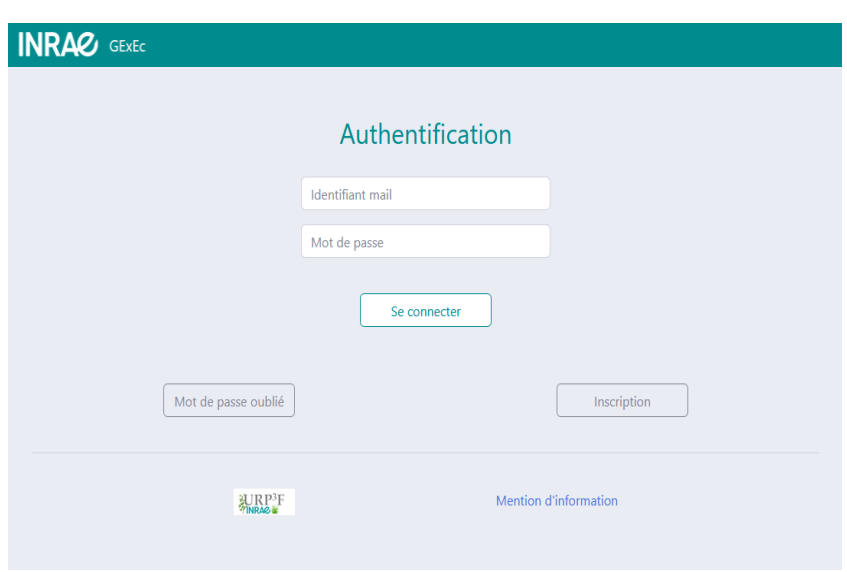 INRAE GExEc
Authentification
Identifiant mail
Mot de passe
Se connecter
Mot de passe oublié Inscription
URP³F
INRAE
Mention d'information